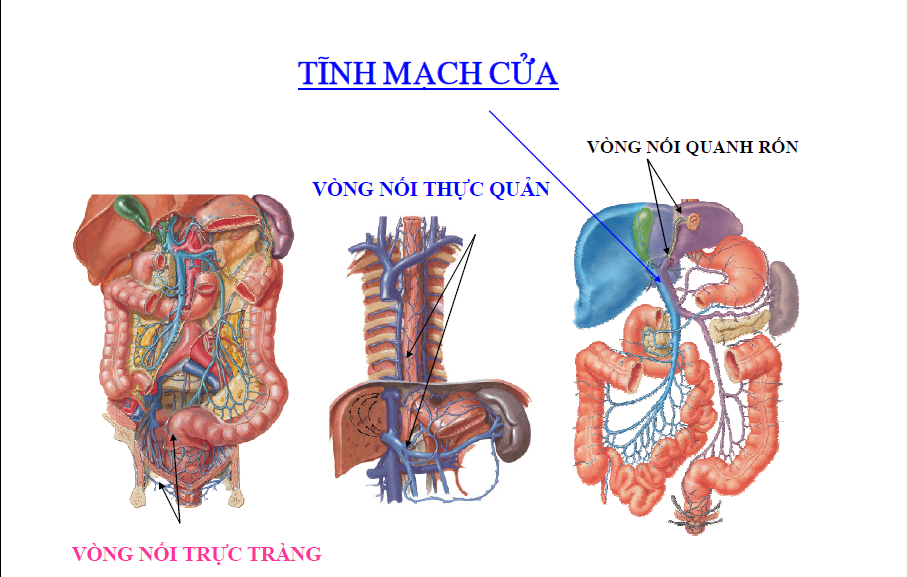 TĨNH MẠCH CỬA
VÒNG NỐI QUANH RỐN
VÒNG NỐI THỰC QUẢN
VÒNG NỐI TRỰC TRÀNG